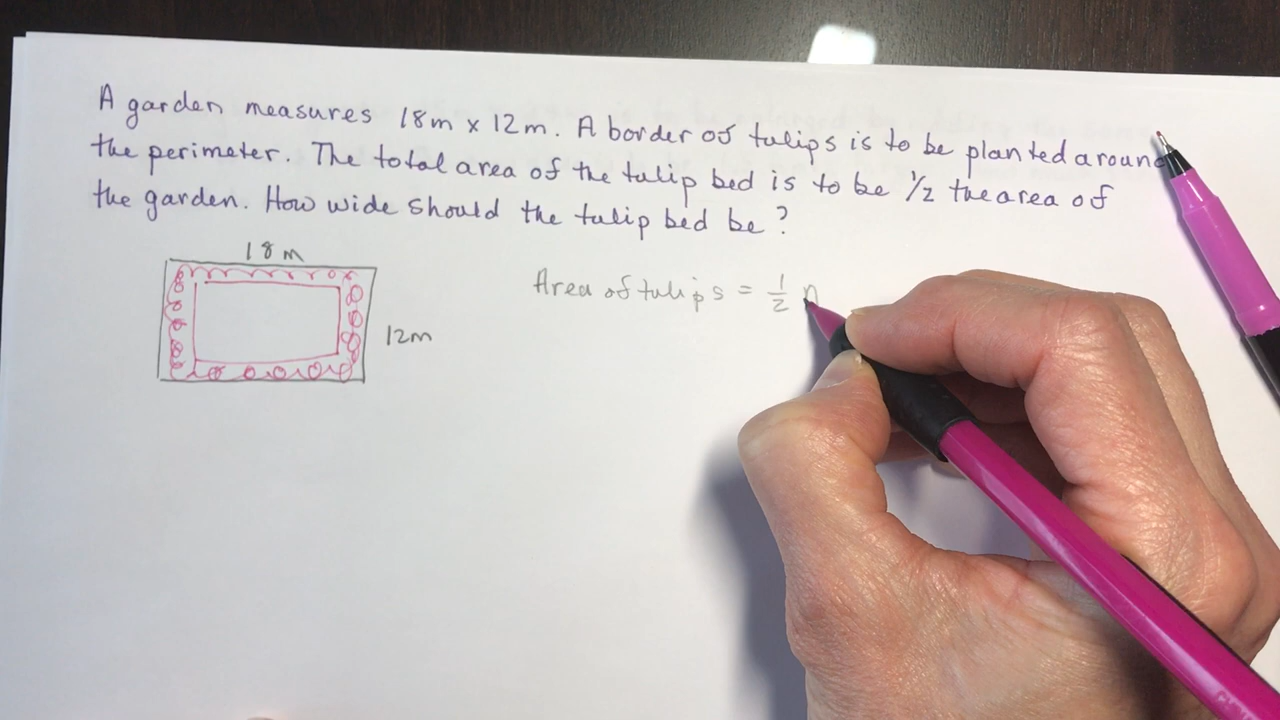 A garden measures 18m x 12m. A border of tulips is to be planted around
the perimeter. The total area of the tulip bed is to be 1/2 the area of
the garden. How wide should the tulip bed be?
18m
12m
Area of tulips = 1/2